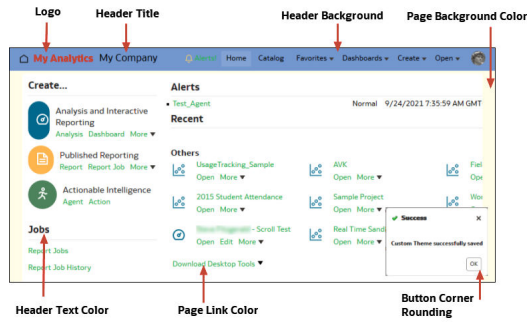 Logo
Header Title
Header Background
Page Background Color
My Analytics My Company
Alerts!
Home Catalog Favorites Dashboards Create Open
Create...
Analysis and Interactive
Reporting
Analysis Dashboard More
Published Reporting
Report Report Job More
Actionable Intelligence
Agent Action
Jobs
Report Jobs
Report Job History
Alerts
• Test_Agent Normal 9/24/2021 7:35:59 AM GMT
Recent
Others
UsageTracking_Sample AVK Fiel
Open More Open More Ope
2015 Student Attendance Sample Project Wo
Open More Open More
- Scroll Test Real Time Sand
Open Edit More Open More
Download Desktop Tools
Success x
Custom Theme successfully saved
OK
Header Text Color
Page Link Color
Button Corner
Rounding